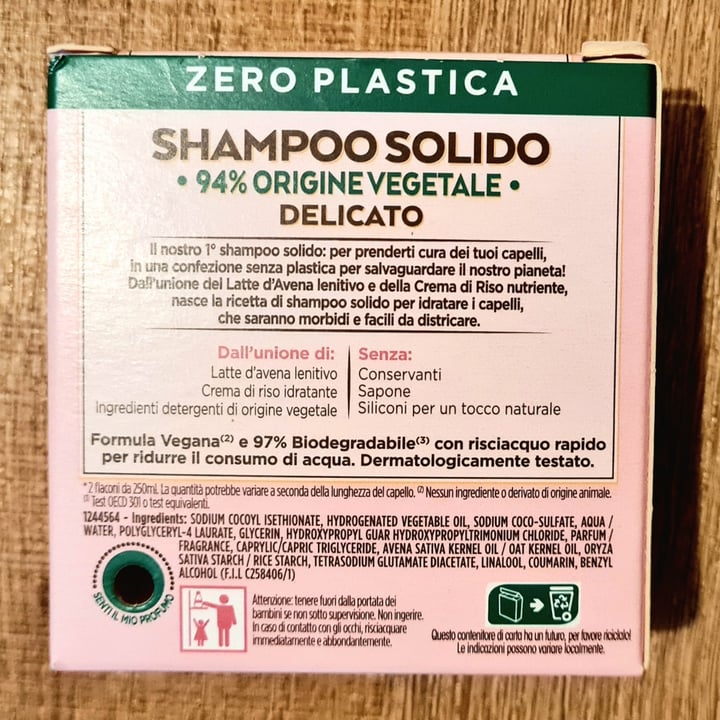 ZERO PLASTICA
SHAMPOO SOLIDO
• 94% ORIGINE VEGETALE •
DELICATO
Il nostro 1° shampoo solido: per prenderti cura dei tuoi capelli,
in una confezione senza plastica per salvaguardare il nostro pianeta!
Dall'unione del Latte d'Avena lenitivo e della Crema di Riso nutriente,
nasce la ricetta di shampoo solido per idratare i capelli,
che saranno morbidi e facili da districare.
Dall'unione di:
Latte d'avena lenitivo
Crema di riso idratante
Ingredienti detergenti di origine vegetale
Senza:
Conservanti
Sapone
Siliconi per un tocco naturale
Formula Vegana(2) e 97% Biodegradabile(3) con risciacquo rapido
per ridurre il consumo di acqua. Dermatologicamente testato.
* 2 flaconi da 250ml. La quantità potrebbe variare a seconda della lunghezza del capello. (2) Nessun ingrediente o derivato di origine animale.
(3) Test OECD 301 o test equivalenti.
1244564 - Ingredients: SODIUM COCOYL ISETHIONATE, HYDROGENATED VEGETABLE OIL, SODIUM COCO-SULFATE, AQUA /
WATER, POLYGLYCERYL-4 LAURATE, GLYCERIN, HYDROXYPROPYL GUAR HYDROXYPROPYLTRIMONIUM CHLORIDE, PARFUM /
FRAGRANCE, CAPRYLIC/CAPRIC TRIGLYCERIDE, AVENA SATIVA KERNEL OIL / OAT KERNEL OIL, ORYZA
SATIVA STARCH / RICE STARCH, TETRASODIUM GLUTAMATE DIACETATE, LINALOOL, COUMARIN, BENZYL
ALCOHOL (F.I.L C258406/1)
SENTI IL MIO PROFUMO
Attenzione: tenere fuori dalla portata dei
bambini se non sotto supervisione. Non ingerire.
In caso di contatto con gli occhi, risciacquare
immediatamente e abbondantemente.
Questo contenitore di carta ha un futuro, per favore riciclalo!
Le indicazioni possono variare localmente.